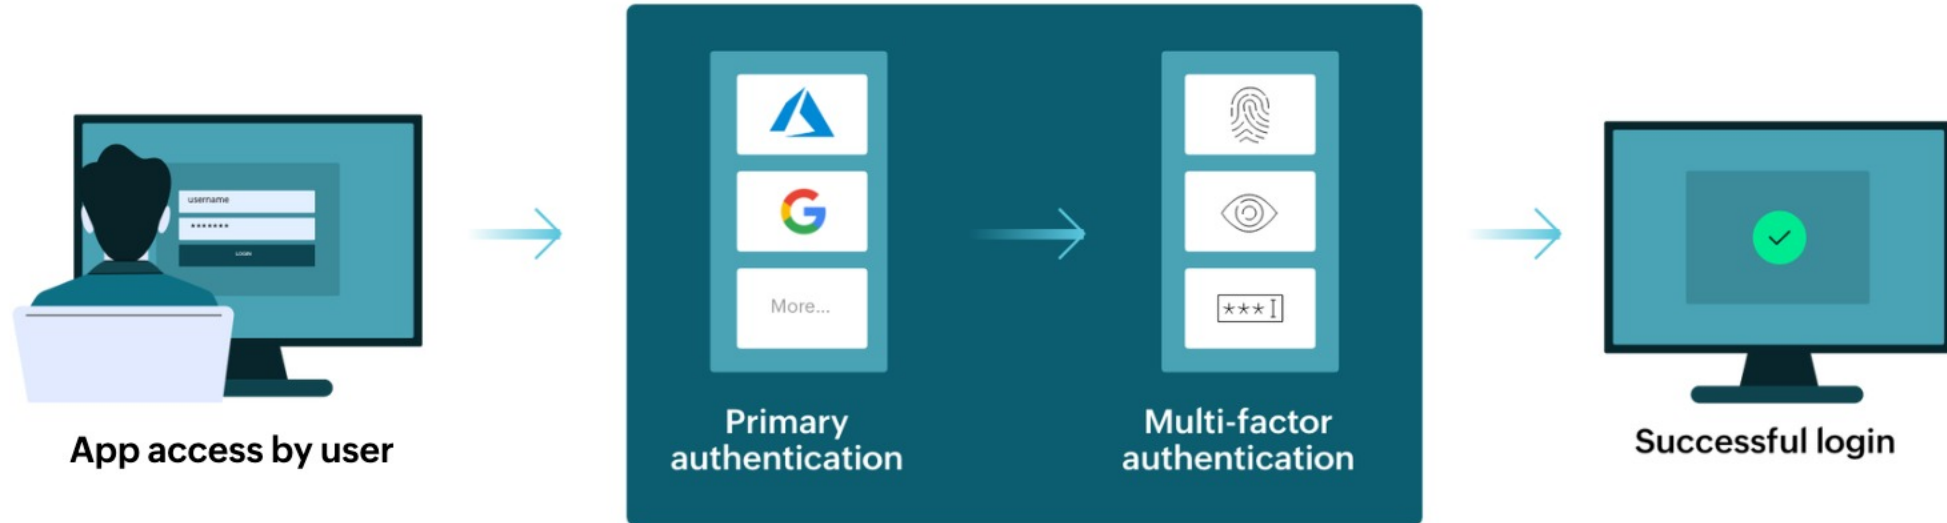 username
*******
LOGIN
App access by user
More...
Primary
authentication
***
Multi-factor
authentication
Successful login